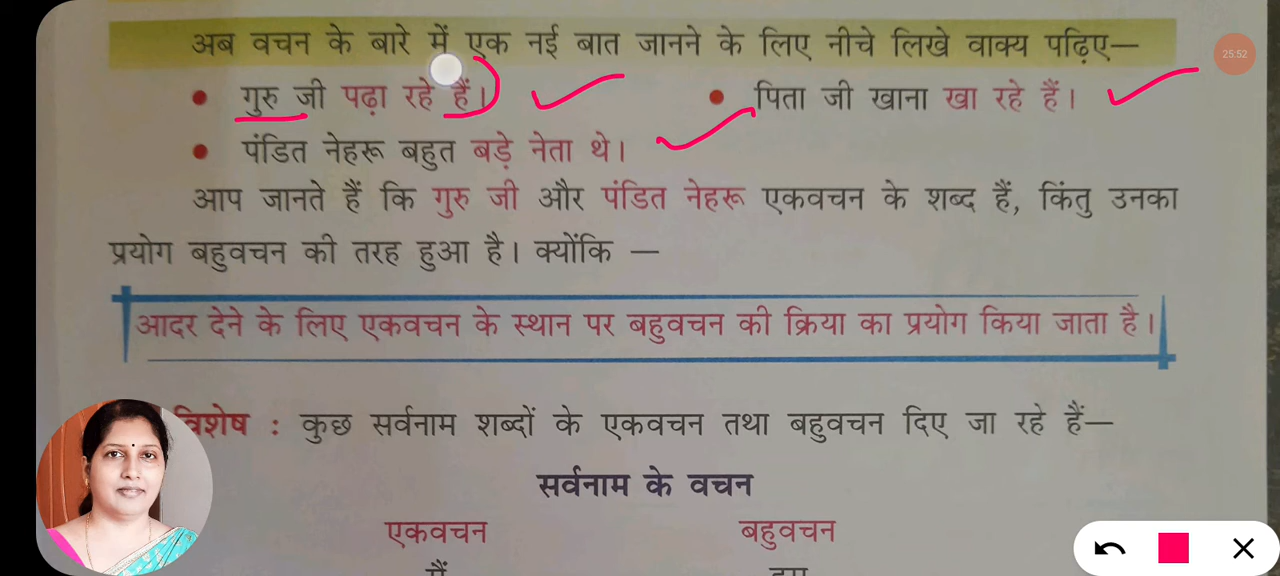 अब वचन के बारे में एक नई बात जानने के लिए नीचे लिखे वाक्य पढ़िए—
25:52
• गुरु जी पढ़ा रहे हैं। • पिता जी खाना खा रहे हैं।
• पंडित नेहरू बहुत बड़े नेता थे।
आप जानते हैं कि गुरु जी और पंडित नेहरू एकवचन के शब्द हैं, किंतु उनका
प्रयोग बहुवचन की तरह हुआ है। क्योंकि —
आदर देने के लिए एकवचन के स्थान पर बहुवचन की क्रिया का प्रयोग किया जाता है।
विशेष : कुछ सर्वनाम शब्दों के एकवचन तथा बहुवचन दिए जा रहे हैं—
सर्वनाम के वचन
एकवचन बहुवचन